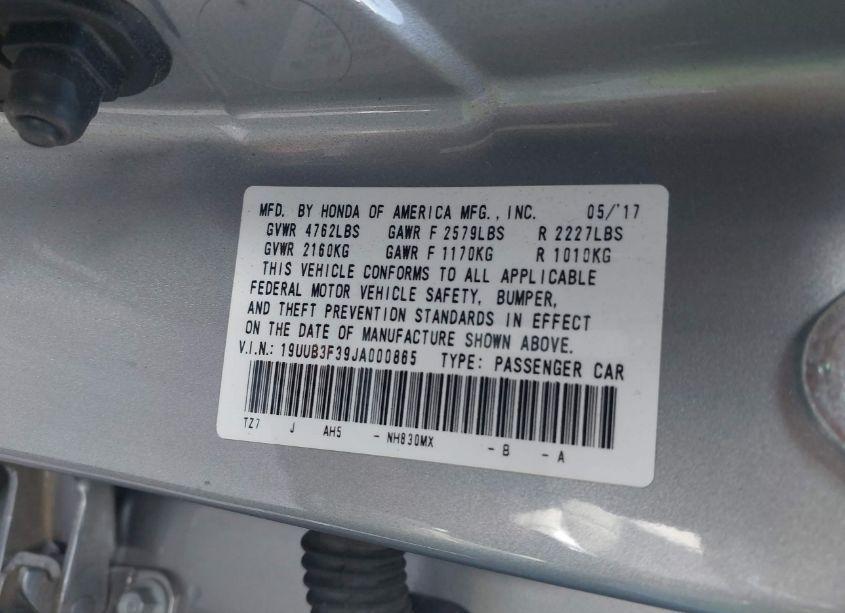 MFD. BY HONDA OF AMERICA MFG., INC. 05/'17
GVWR 4762LBS GAWR F 2579LBS R 2227LBS
GVWR 2160KG GAWR F 1170KG R 1010KG
THIS VEHICLE CONFORMS TO ALL APPLICABLE
FEDERAL MOTOR VEHICLE SAFETY, BUMPER,
AND THEFT PREVENTION STANDARDS IN EFFECT
ON THE DATE OF MANUFACTURE SHOWN ABOVE.
V.I.N.: 19UUB3F39JA000865 TYPE: PASSENGER CAR
TZ7 J AH5 - NH830MX - B - A